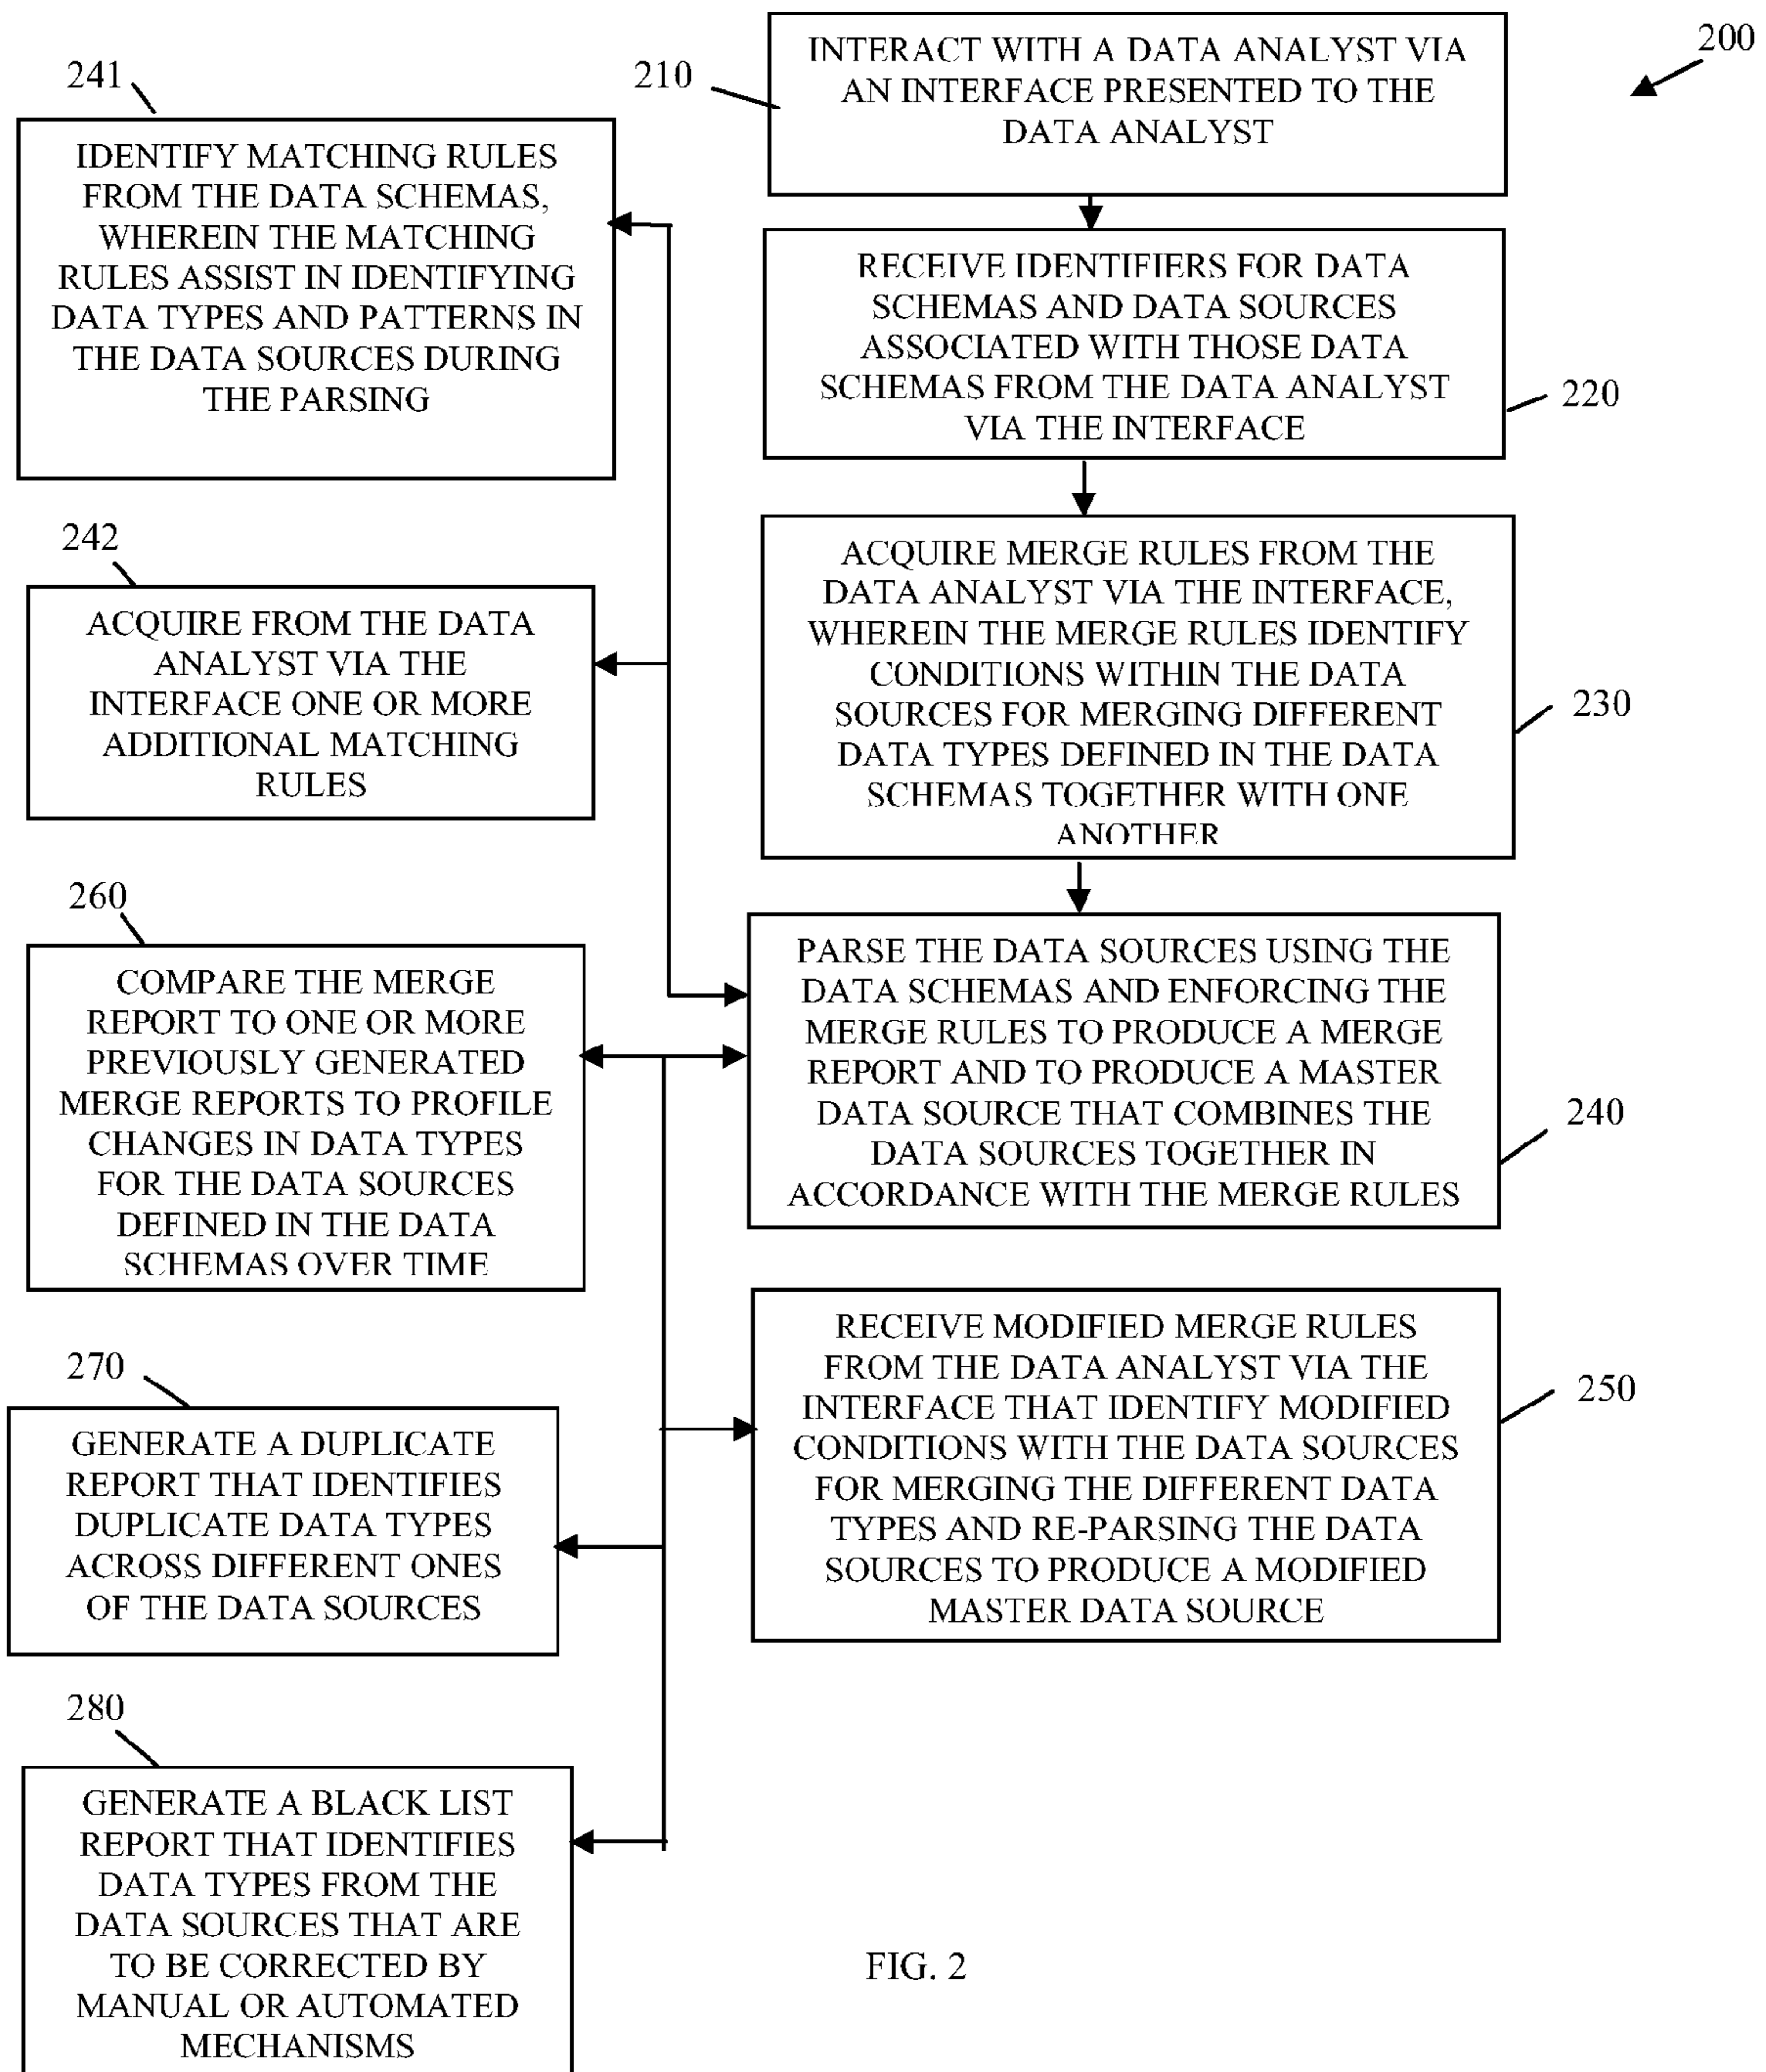 200
210
INTERACT WITH A DATA ANALYST VIA
AN INTERFACE PRESENTED TO THE
DATA ANALYST
220
RECEIVE IDENTIFIERS FOR DATA
SCHEMAS AND DATA SOURCES
ASSOCIATED WITH THOSE DATA
SCHEMAS FROM THE DATA ANALYST
VIA THE INTERFACE
230
ACQUIRE MERGE RULES FROM THE
DATA ANALYST VIA THE INTERFACE,
WHEREIN THE MERGE RULES IDENTIFY
CONDITIONS WITHIN THE DATA
SOURCES FOR MERGING DIFFERENT
DATA TYPES DEFINED IN THE DATA
SCHEMAS TOGETHER WITH ONE
ANOTHER
240
PARSE THE DATA SOURCES USING THE
DATA SCHEMAS AND ENFORCING THE
MERGE RULES TO PRODUCE A MERGE
REPORT AND TO PRODUCE A MASTER
DATA SOURCE THAT COMBINES THE
DATA SOURCES TOGETHER IN
ACCORDANCE WITH THE MERGE RULES
241
IDENTIFY MATCHING RULES
FROM THE DATA SCHEMAS,
WHEREIN THE MATCHING
RULES ASSIST IN IDENTIFYING
DATA TYPES AND PATTERNS IN
THE DATA SOURCES DURING
THE PARSING
242
ACQUIRE FROM THE DATA
ANALYST VIA THE
INTERFACE ONE OR MORE
ADDITIONAL MATCHING
RULES
250
RECEIVE MODIFIED MERGE RULES
FROM THE DATA ANALYST VIA THE
INTERFACE THAT IDENTIFY MODIFIED
CONDITIONS WITH THE DATA SOURCES
FOR MERGING THE DIFFERENT DATA
TYPES AND RE-PARSING THE DATA
SOURCES TO PRODUCE A MODIFIED
MASTER DATA SOURCE
260
COMPARE THE MERGE
REPORT TO ONE OR MORE
PREVIOUSLY GENERATED
MERGE REPORTS TO PROFILE
CHANGES IN DATA TYPES
FOR THE DATA SOURCES
DEFINED IN THE DATA
SCHEMAS OVER TIME
270
GENERATE A DUPLICATE
REPORT THAT IDENTIFIES
DUPLICATE DATA TYPES
ACROSS DIFFERENT ONES
OF THE DATA SOURCES
280
GENERATE A BLACK LIST
REPORT THAT IDENTIFIES
DATA TYPES FROM THE
DATA SOURCES THAT ARE
TO BE CORRECTED BY
MANUAL OR AUTOMATED
MECHANISMS
FIG. 2